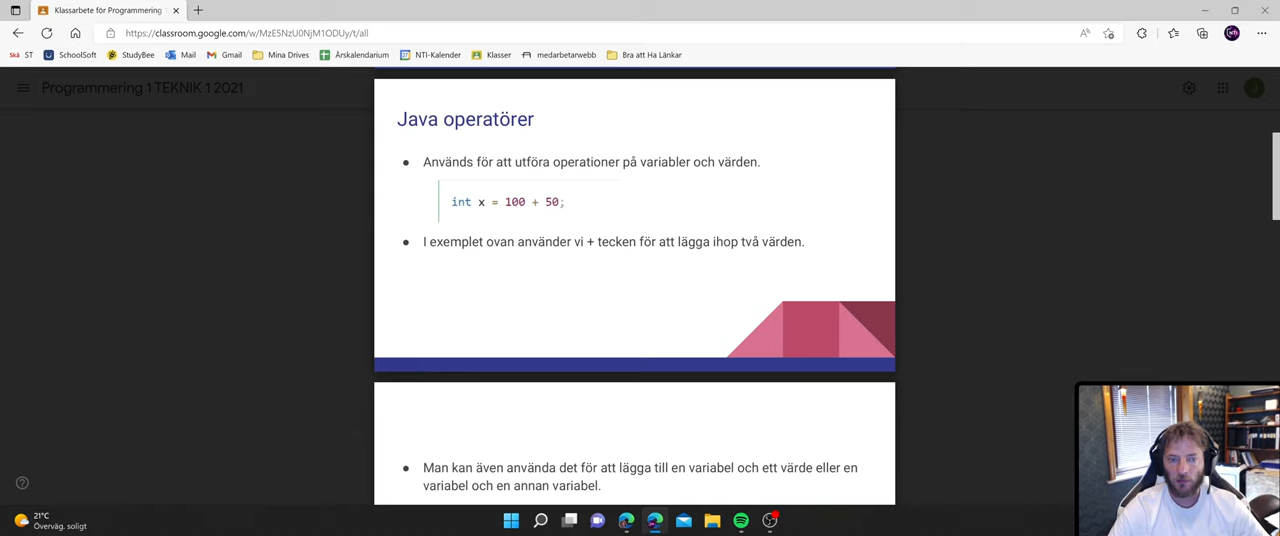 Klassarbete för Programmering
https://classroom.google.com/w/MzE5NzU0NjM1ODUy/t/all
Skå ST SchoolSoft StudyBee Mail Gmail Mina Drives Årskalendarium NTI-Kalender Klasser medarbetarwebb Bra att Ha Länkar
Programmering 1 TEKNIK 1 2021
Java operatörer
● Används för att utföra operationer på variabler och värden.
int x = 100 + 50;
● I exemplet ovan använder vi + tecken för att lägga ihop två värden.
● Man kan även använda det för att lägga till en variabel och ett värde eller en
variabel och en annan variabel.
21°C
Överväg. soligt